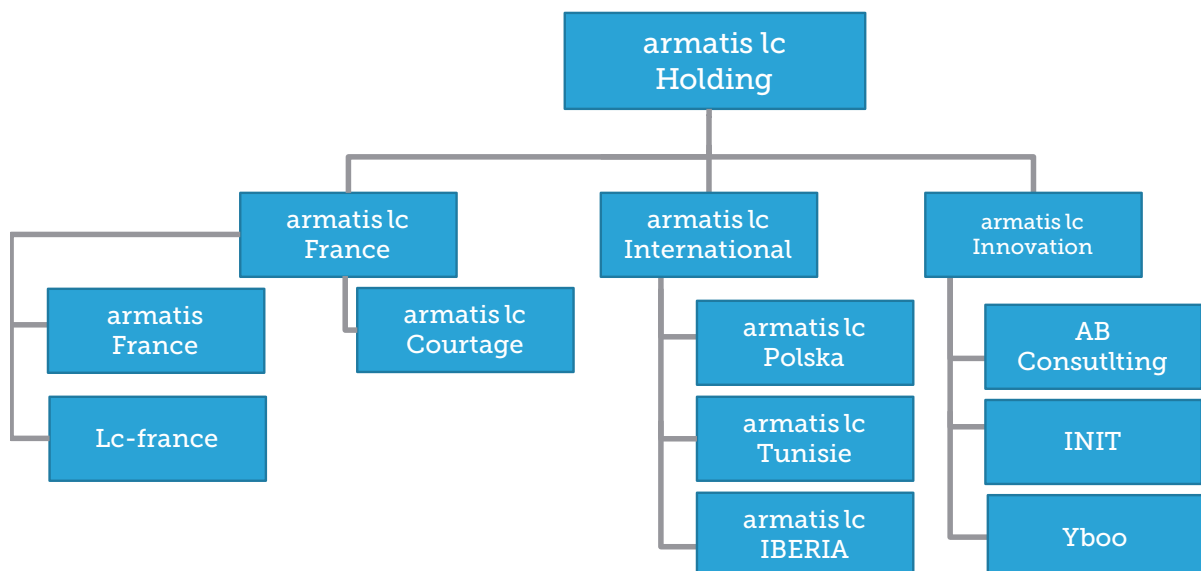 armatis lc
Holding
armatis lc
France
armatis lc
International
armatis lc
Innovation
armatis
France
armatis lc
Courtage
Lc-france
armatis lc
Polska
armatis lc
Tunisie
armatis lc
IBERIA
AB
Consutlting
INIT
Yboo